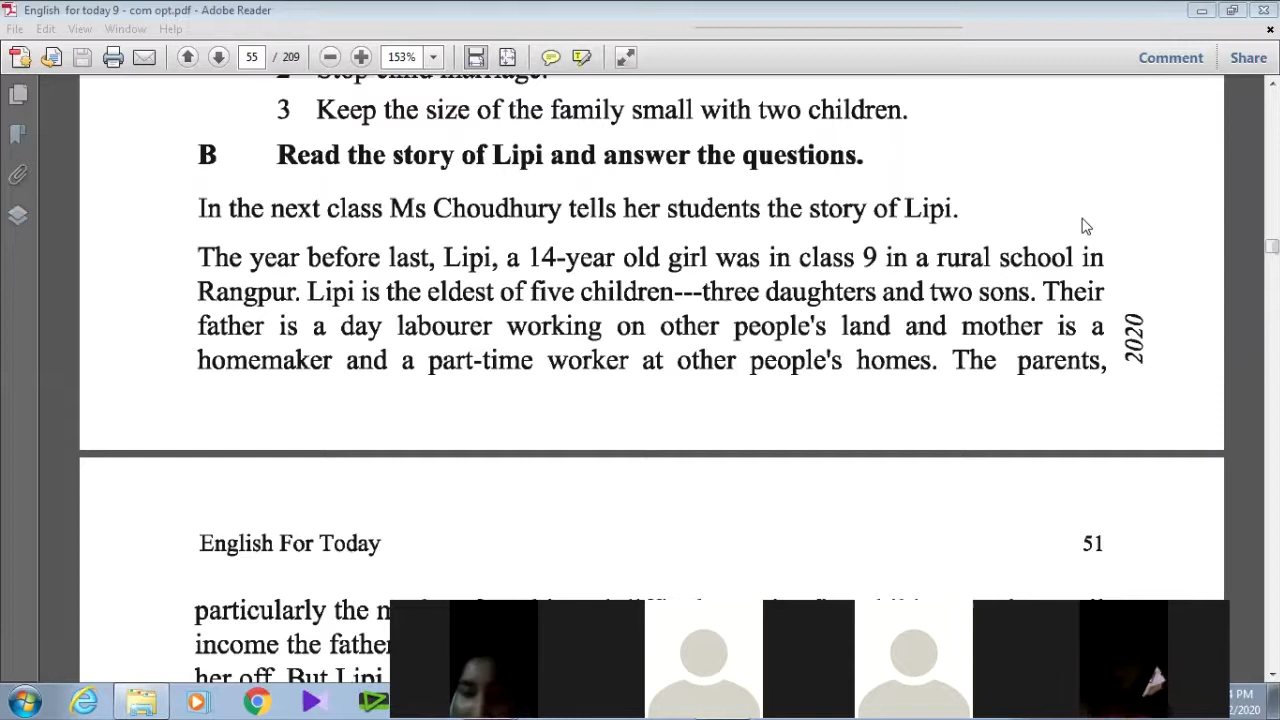 English for today 9 - com opt.pdf - Adobe Reader
File Edit View Window Help
55 / 209 153% Comment Share
3 Keep the size of the family small with two children.
B Read the story of Lipi and answer the questions.
In the next class Ms Choudhury tells her students the story of Lipi.
The year before last, Lipi, a 14-year old girl was in class 9 in a rural school in
Rangpur. Lipi is the eldest of five children---three daughters and two sons. Their
father is a day labourer working on other people's land and mother is a
homemaker and a part-time worker at other people's homes. The parents,
2020
English For Today 51
particularly the
income the father
her off. But Lipi